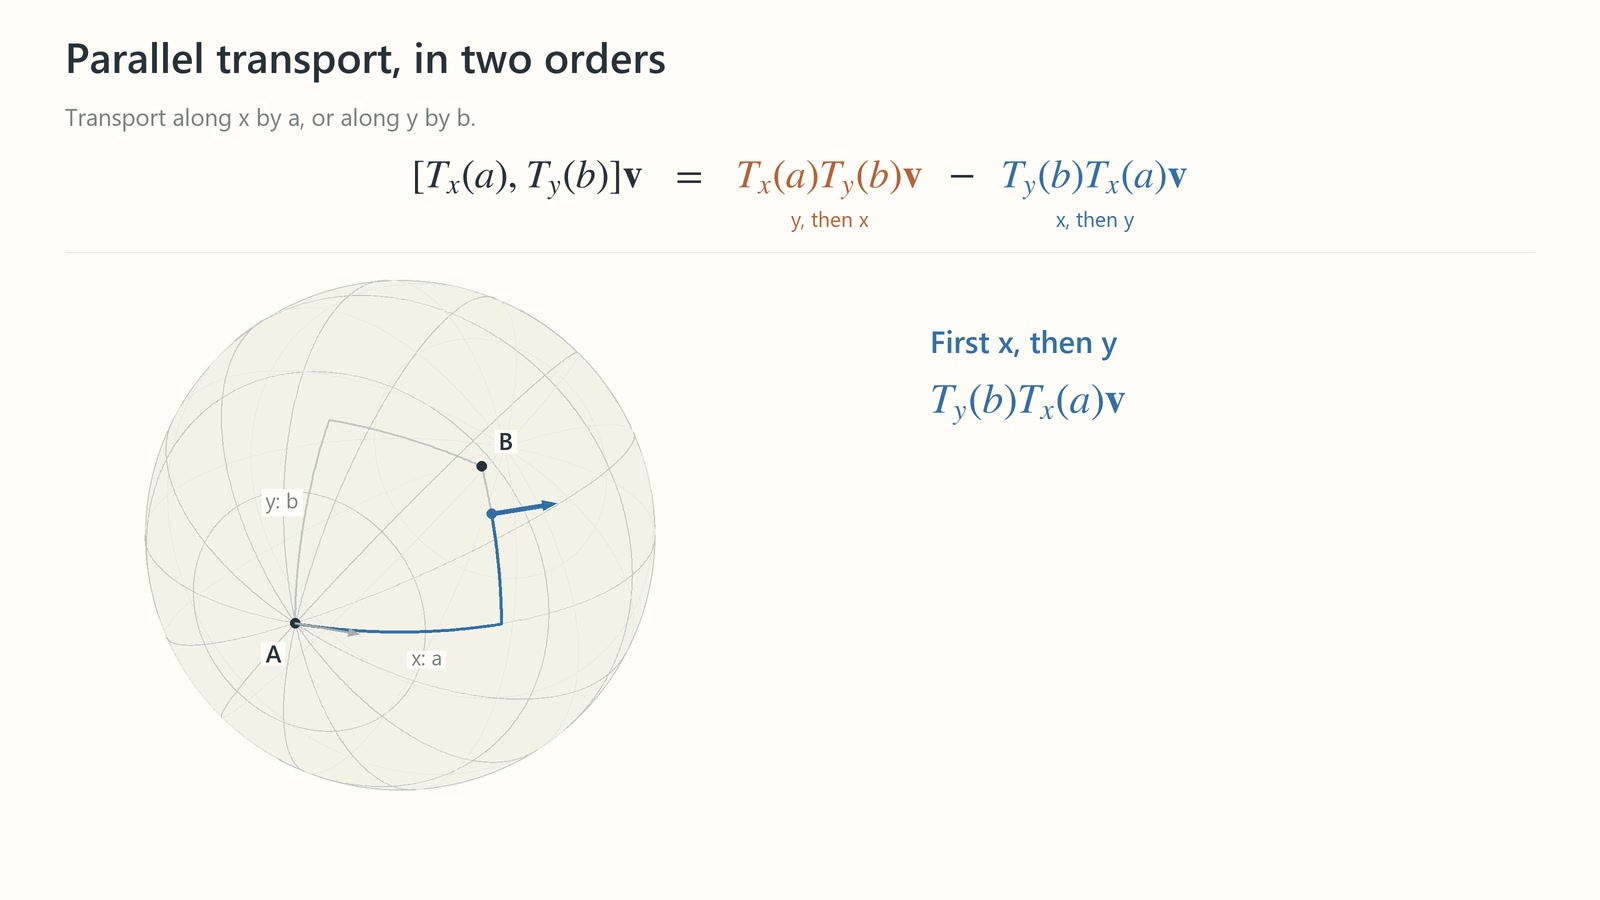 Parallel transport, in two orders
Transport along x by a, or along y by b.
[Tₓ(a), T_y(b)]v = Tₓ(a)T_y(b)v − T_y(b)Tₓ(a)v
y, then x
x, then y
First x, then y
T_y(b)Tₓ(a)v
B
y: b
A
x: a